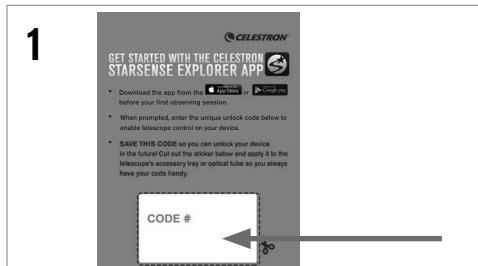 1
CELESTRON
GET STARTED WITH THE CELESTRON
STARSENSE EXPLORER APP
• Download the app from the App Store or Google play
before your first observing session.
• When prompted, enter the unique unlock code below to
enable telescope control on your device.
• SAVE THIS CODE so you can unlock your device
in the future! Cut out the sticker below and apply it to the
telescope's accessory tray or optical tube so you always
have your code handy.
CODE #